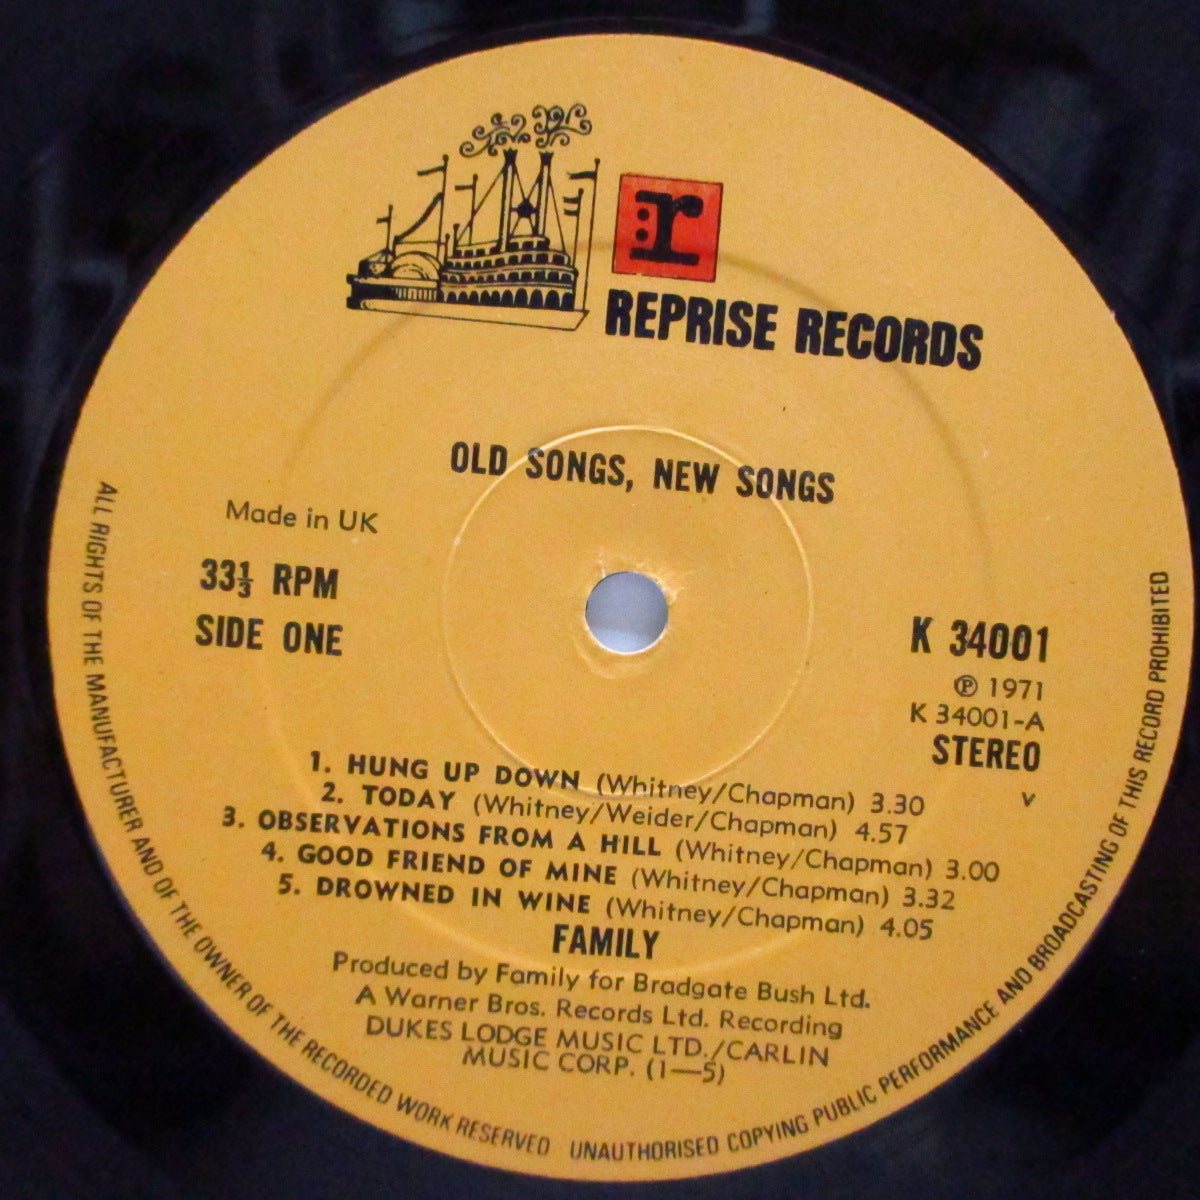 r
REPRISE RECORDS
OLD SONGS, NEW SONGS
Made in UK
33⅓ RPM
SIDE ONE
K 34001
℗ 1971
K 34001-A
STEREO
V
1. HUNG UP DOWN (Whitney/Chapman) 3.30
2. TODAY (Whitney/Weider/Chapman) 4.57
3. OBSERVATIONS FROM A HILL (Whitney/Chapman) 3.00
4. GOOD FRIEND OF MINE (Whitney/Chapman) 3.32
5. DROWNED IN WINE (Whitney/Chapman) 4.05
FAMILY
Produced by Family for Bradgate Bush Ltd.
A Warner Bros. Records Ltd. Recording
DUKES LODGE MUSIC LTD./CARLIN
MUSIC CORP. (1—5)
ALL RIGHTS OF THE MANUFACTURER AND OF THE OWNER OF THE RECORDED WORK RESERVED UNAUTHORISED COPYING PUBLIC PERFORMANCE AND BROADCASTING OF THIS RECORD PROHIBITED